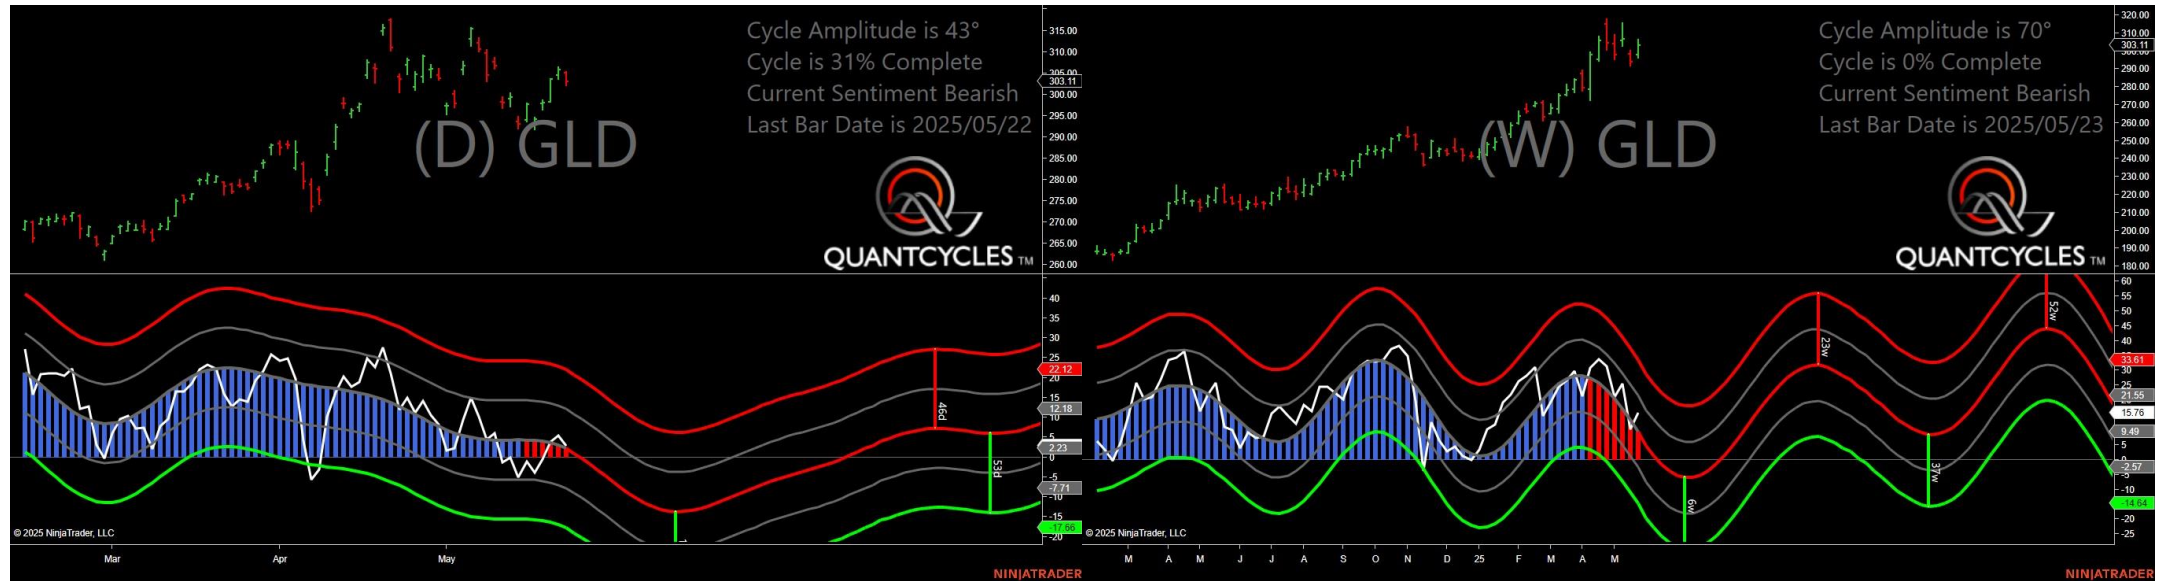 Cycle Amplitude is 43°
Cycle is 31% Complete
Current Sentiment Bearish
Last Bar Date is 2025/05/22
(D) GLD
QUANTCYCLES TM
315.00
310.00
305.00
303.11
300.00
295.00
290.00
285.00
280.00
275.00
270.00
265.00
260.00
40
35
30
25
22.12
20
15
12.18
10
5
2.23
0
-7.71
-10
-15
-17.66
-20
46d
53d
© 2025 NinjaTrader, LLC
Mar Apr May
NINJATRADER
Cycle Amplitude is 70°
Cycle is 0% Complete
Current Sentiment Bearish
Last Bar Date is 2025/05/23
(W) GLD
QUANTCYCLES TM
320.00
310.00
303.11
300.00
290.00
280.00
270.00
260.00
250.00
240.00
230.00
220.00
210.00
200.00
190.00
180.00
60
55
50
45
40
33.61
30
25
21.55
15.76
9.49
5
0
-2.57
-5
-10
-14.64
-20
-25
23w
52w
6w
37w
© 2025 NinjaTrader, LLC
M A M J J A S O N D 25 F M A M
NINJATRADER